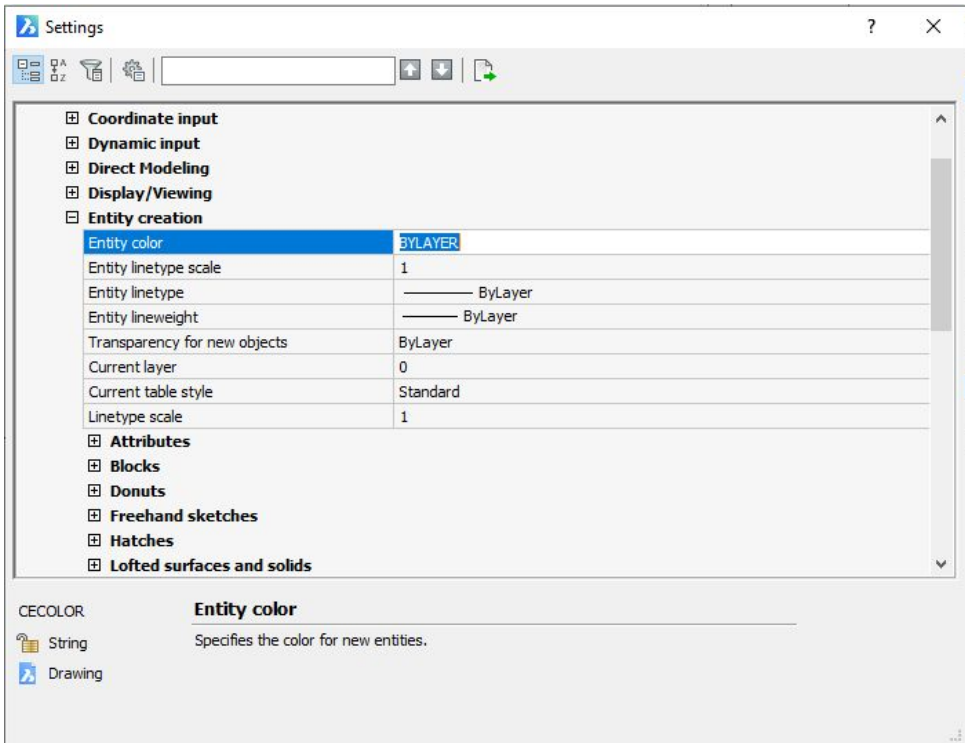 Settings
?
Coordinate input
Dynamic input
Direct Modeling
Display/Viewing
Entity creation
Entity color BYLAYER
Entity linetype scale 1
Entity linetype ByLayer
Entity lineweight ByLayer
Transparency for new objects ByLayer
Current layer 0
Current table style Standard
Linetype scale 1
Attributes
Blocks
Donuts
Freehand sketches
Hatches
Lofted surfaces and solids
CECOLOR Entity color
String Specifies the color for new entities.
Drawing